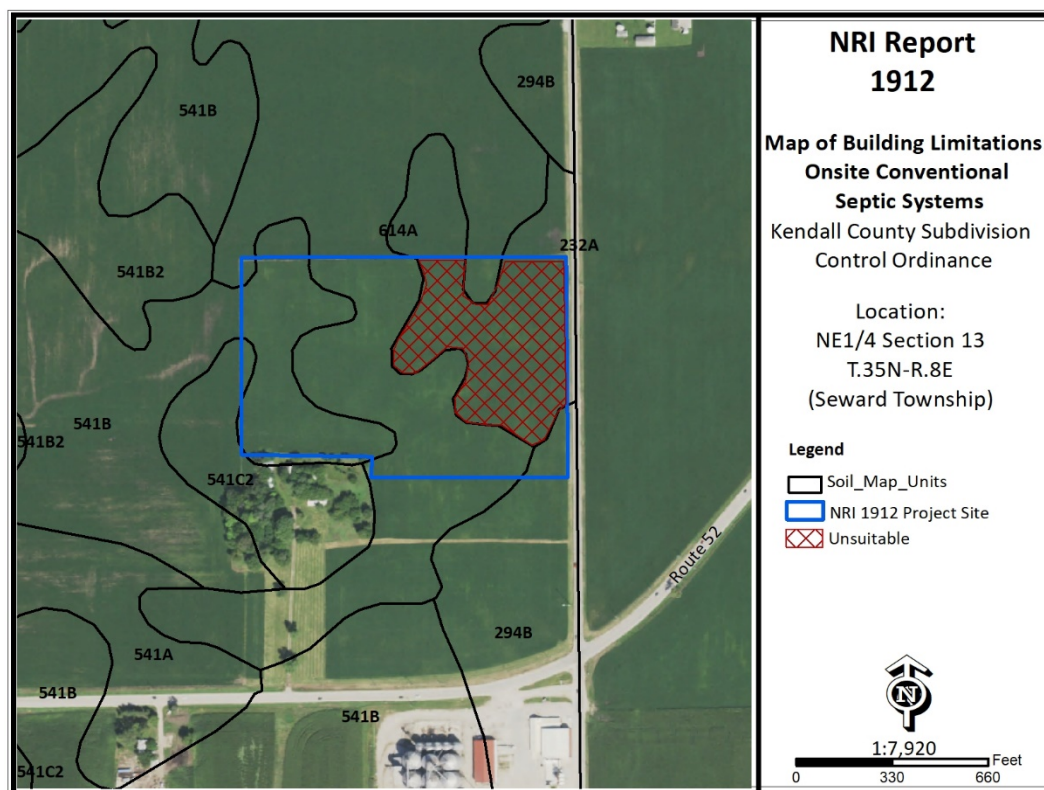 NRI Report
1912
Map of Building Limitations
Onsite Conventional
Septic Systems
Kendall County Subdivision
Control Ordinance
Location:
NE1/4 Section 13
T.35N-R.8E
(Seward Township)
Legend
Soil_Map_Units
NRI 1912 Project Site
Unsuitable
N
1:7,920
Feet
0 330 660
294B
541B
614A
232A
541B2
541B
541B2
541C2
Route 52
294B
541A
541B
541B
541C2